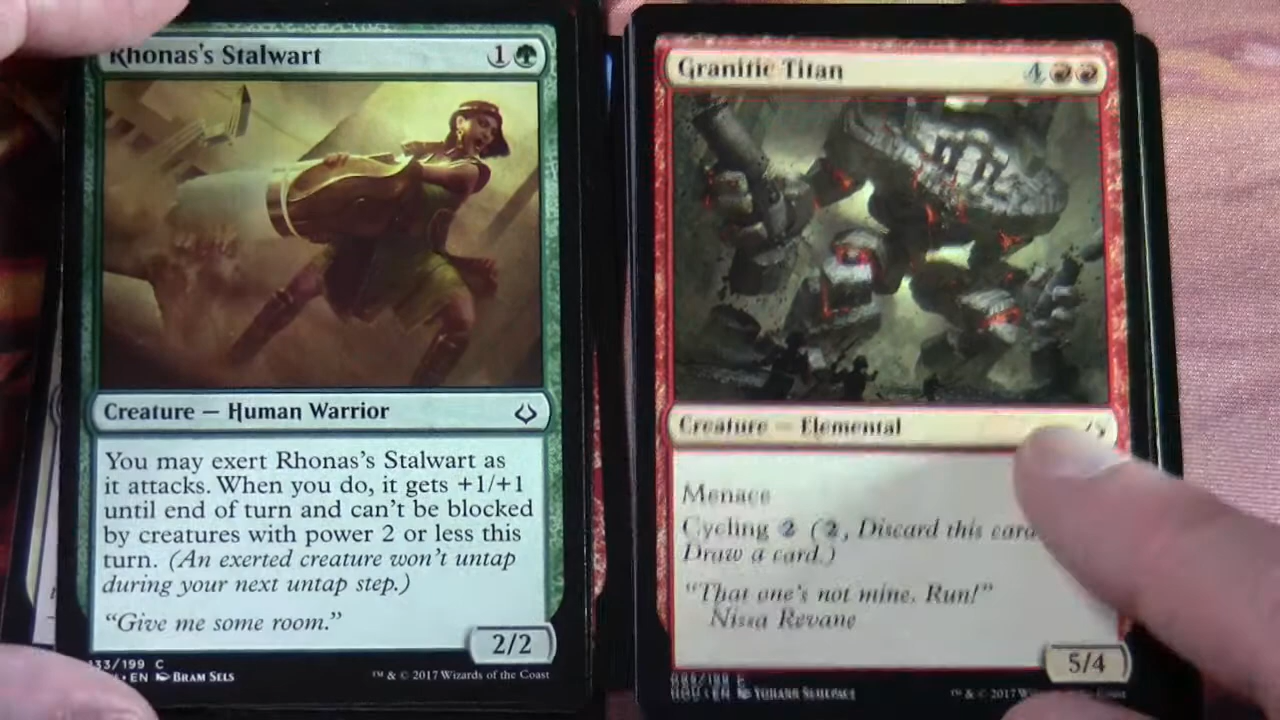 Rhonas's Stalwart 1
Creature — Human Warrior
You may exert Rhonas's Stalwart as
it attacks. When you do, it gets +1/+1
until end of turn and can't be blocked
by creatures with power 2 or less this
turn. (An exerted creature won't untap
during your next untap step.)
"Give me some room."
2/2
133/199 C
EN BRAM SELS
™ & © 2017 Wizards of the Coast
Granitic Titan 4
Creature — Elemental
Menace
Cycling 2 (2, Discard this card
Draw a card.)
"That one's not mine. Run!"
Nissa Revane
5/4
™ & © 2017